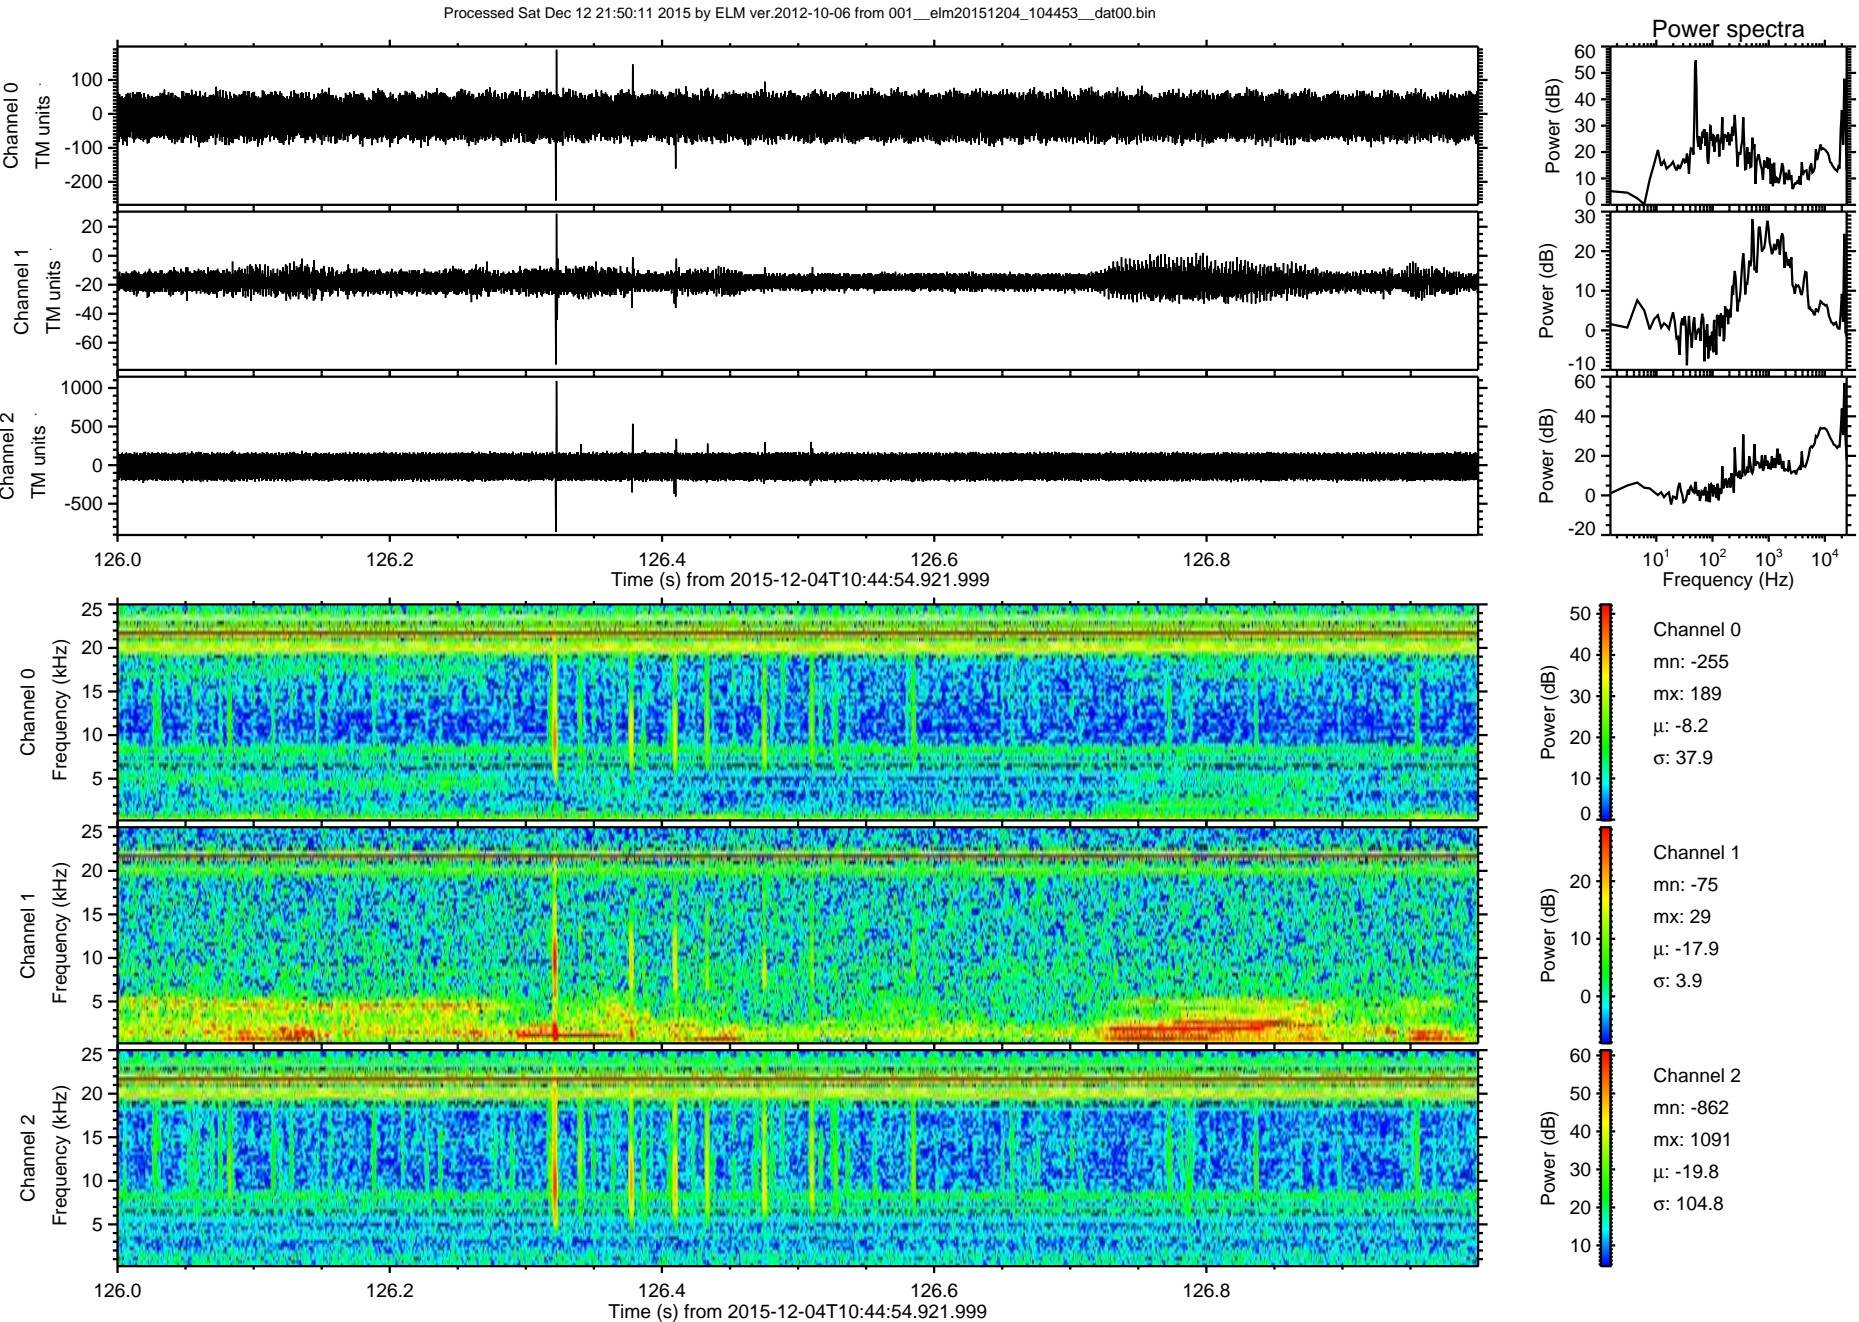 Processed Sat Dec 12 21:50:11 2015 by ELM ver.2012-10-06 from 001__elm20151204_104453__dat00.bin
Power spectra
Channel 0
TM units
100
0
-100
-200
Power (dB)
60
50
40
30
20
10
0
Channel 1
TM units
20
0
-20
-40
-60
Power (dB)
30
20
10
0
-10
Channel 2
TM units
1000
500
0
-500
Power (dB)
60
40
20
0
-20
126.0 126.2 126.4 126.6 126.8
Time (s) from 2015-12-04T10:44:54.921.999
10^1 10^2 10^3 10^4
Frequency (Hz)
Channel 0
Frequency (kHz)
25
20
15
10
5
Power (dB)
50
40
30
20
10
0
Channel 0
mn: -255
mx: 189
μ: -8.2
σ: 37.9
Channel 1
Frequency (kHz)
25
20
15
10
5
Power (dB)
20
10
0
Channel 1
mn: -75
mx: 29
μ: -17.9
σ: 3.9
Channel 2
Frequency (kHz)
25
20
15
10
5
Power (dB)
60
50
40
30
20
10
Channel 2
mn: -862
mx: 1091
μ: -19.8
σ: 104.8
126.0 126.2 126.4 126.6 126.8
Time (s) from 2015-12-04T10:44:54.921.999